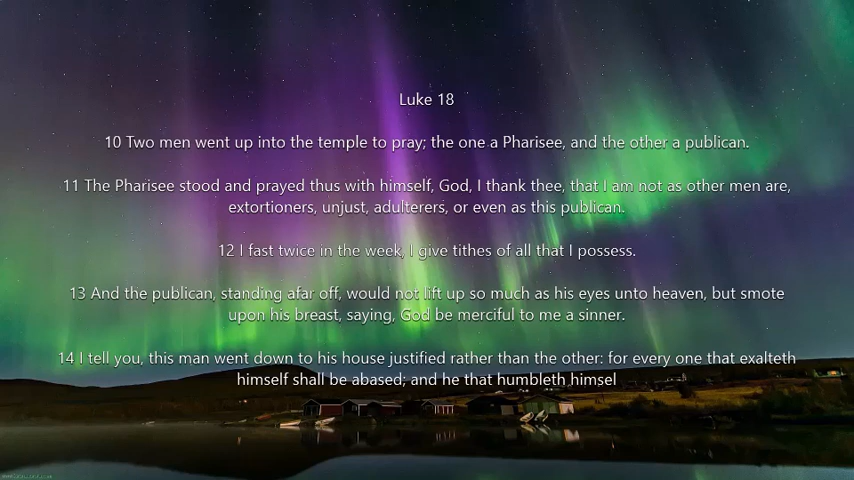 Luke 18
10 Two men went up into the temple to pray; the one a Pharisee, and the other a publican.
11 The Pharisee stood and prayed thus with himself, God, I thank thee, that I am not as other men are,
extortioners, unjust, adulterers, or even as this publican.
12 I fast twice in the week, I give tithes of all that I possess.
13 And the publican, standing afar off, would not lift up so much as his eyes unto heaven, but smote
upon his breast, saying, God be merciful to me a sinner.
14 I tell you, this man went down to his house justified rather than the other: for every one that exalteth
himself shall be abased; and he that humbleth himsel